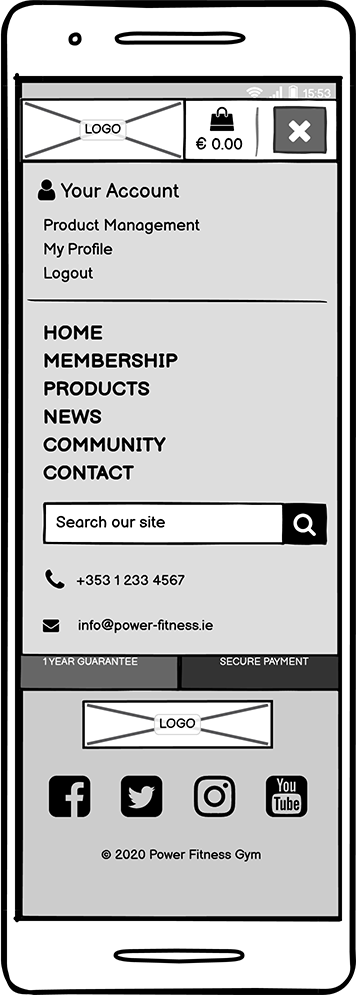 15.53
LOGO
€ 0.00
Your Account
Product Management
My Profile
Logout
HOME
MEMBERSHIP
PRODUCTS
NEWS
COMMUNITY
CONTACT
Search our site
+353 1 233 4567
info@power-fitness.ie
1 YEAR GUARANTEE
SECURE PAYMENT
LOGO
You
Tube
© 2020 Power Fitness Gym